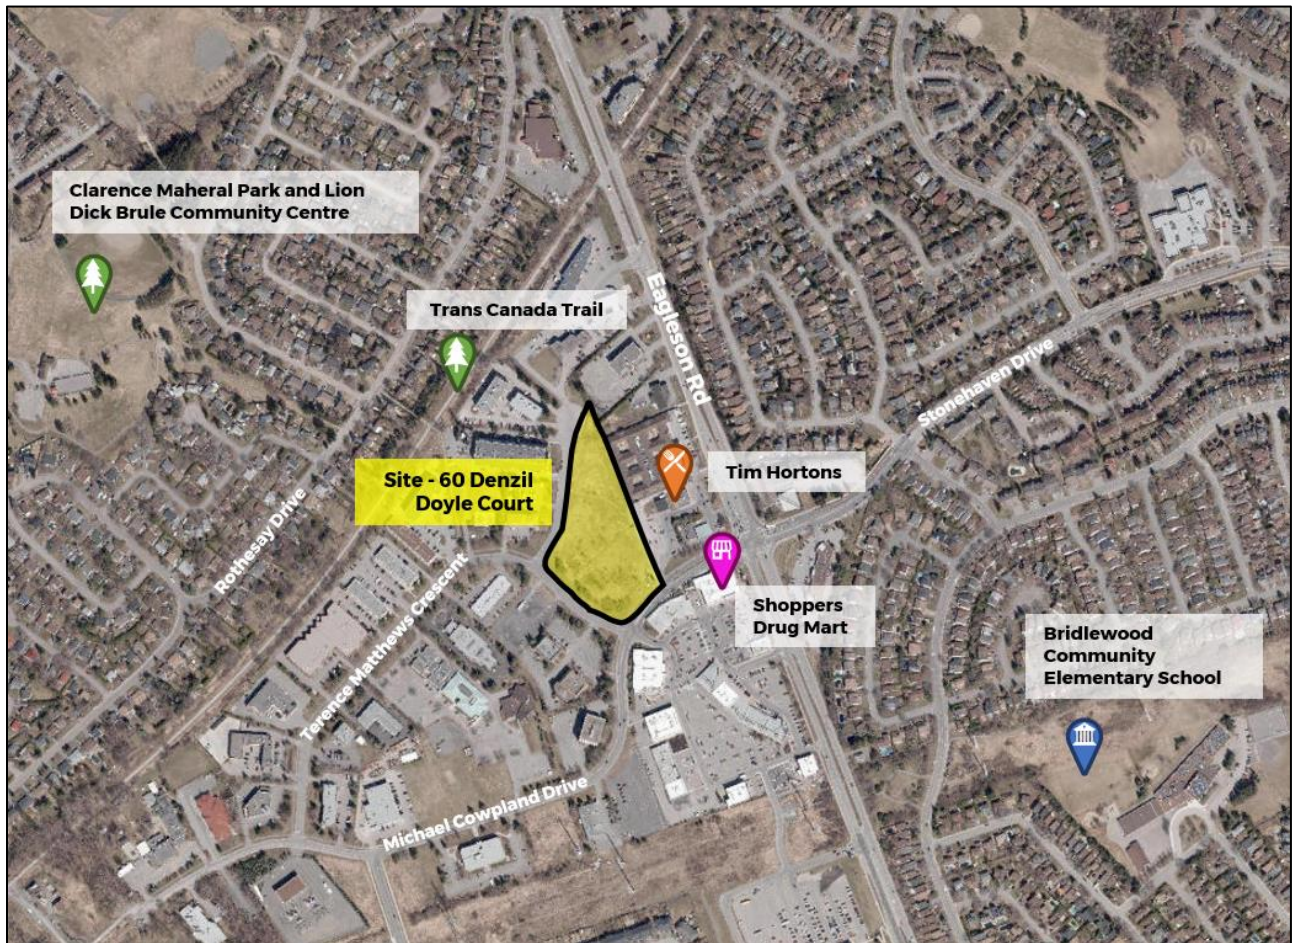 Clarence Maheral Park and Lion
Dick Brule Community Centre
Trans Canada Trail
Eagleson Rd
Stonehaven Drive
Site - 60 Denzil
Doyle Court
Tim Hortons
Rothesay Drive
Terence Matthews Crescent
Shoppers
Drug Mart
Bridlewood
Community
Elementary School
Michael Cowpland Drive